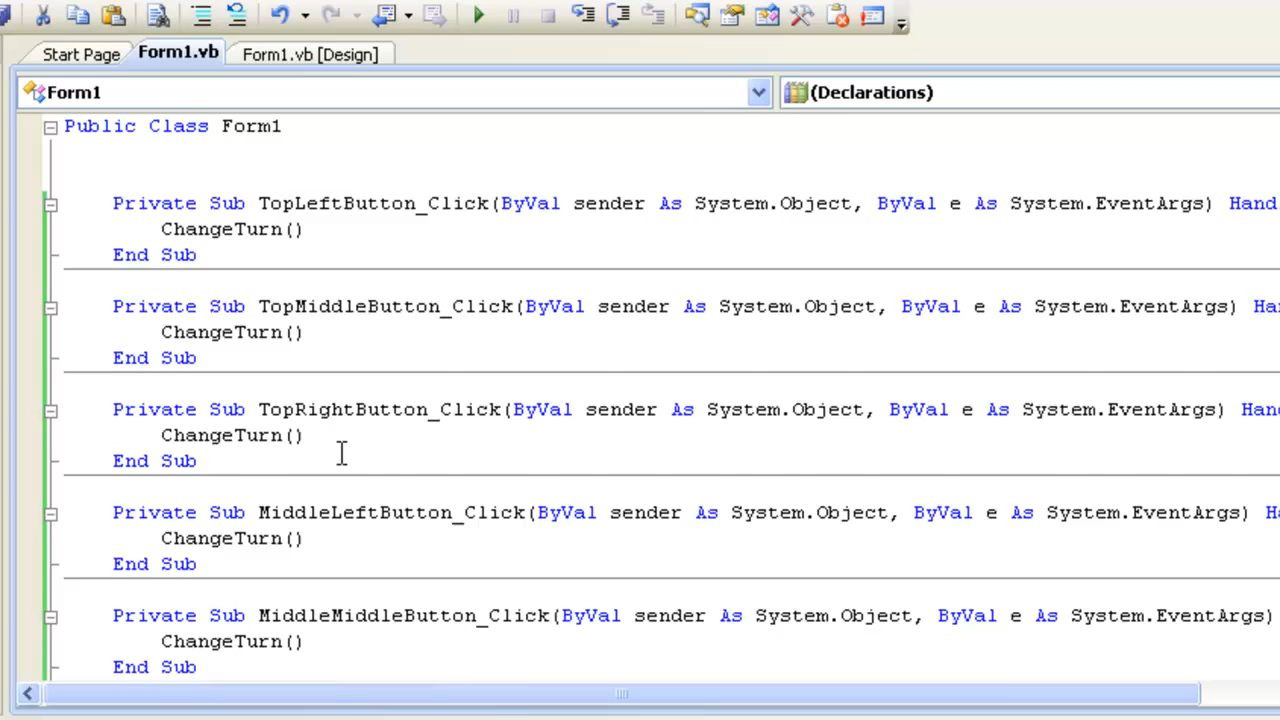 Start Page Form1.vb Form1.vb [Design]
Form1 (Declarations)
Public Class Form1
Private Sub TopLeftButton_Click(ByVal sender As System.Object, ByVal e As System.EventArgs) Hand
ChangeTurn()
End Sub
Private Sub TopMiddleButton_Click(ByVal sender As System.Object, ByVal e As System.EventArgs) Ha
ChangeTurn()
End Sub
Private Sub TopRightButton_Click(ByVal sender As System.Object, ByVal e As System.EventArgs) Hand
ChangeTurn()
End Sub
Private Sub MiddleLeftButton_Click(ByVal sender As System.Object, ByVal e As System.EventArgs) H
ChangeTurn()
End Sub
Private Sub MiddleMiddleButton_Click(ByVal sender As System.Object, ByVal e As System.EventArgs)
ChangeTurn()
End Sub